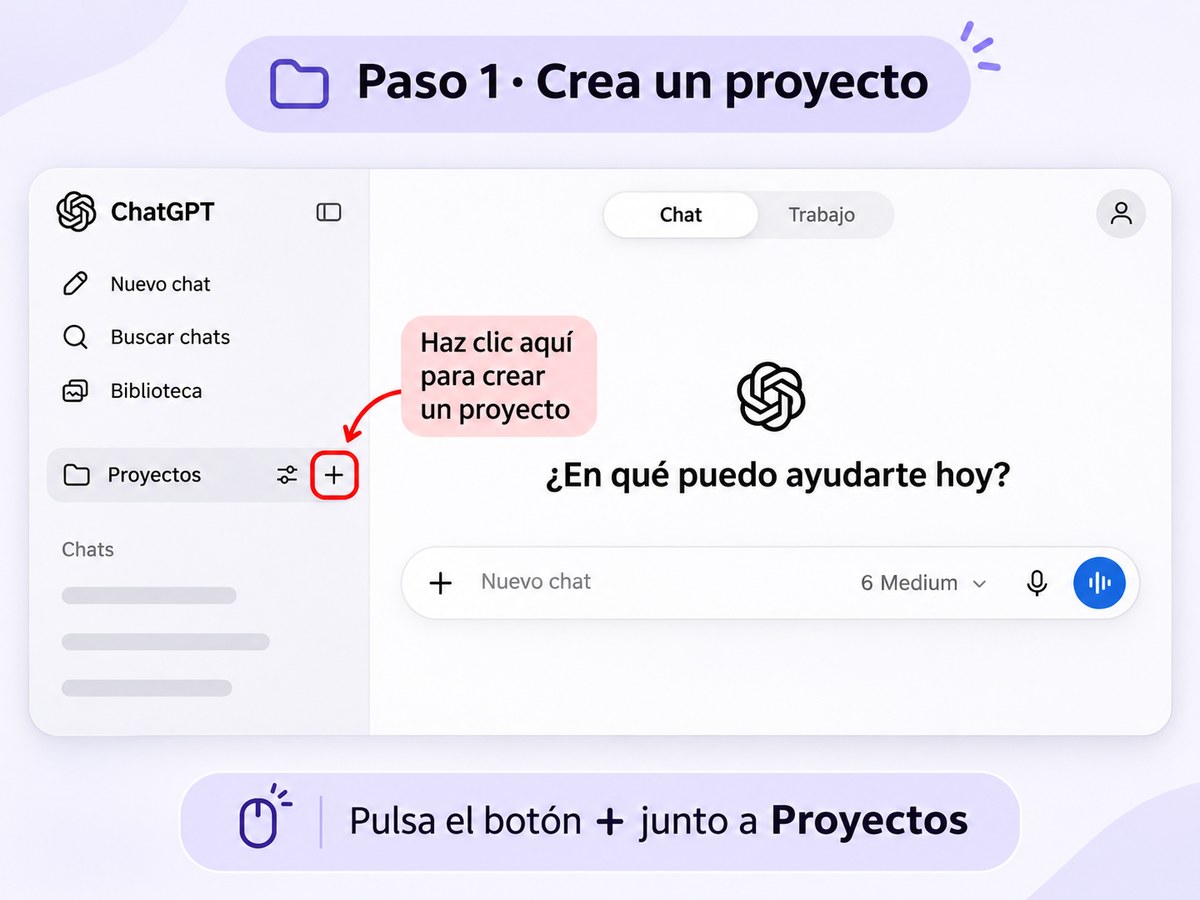 Paso 1 · Crea un proyecto
ChatGPT
Nuevo chat
Buscar chats
Biblioteca
Proyectos
Chats
Chat
Trabajo
Haz clic aquí
para crear
un proyecto
¿En qué puedo ayudarte hoy?
Nuevo chat
6 Medium
Pulsa el botón + junto a Proyectos